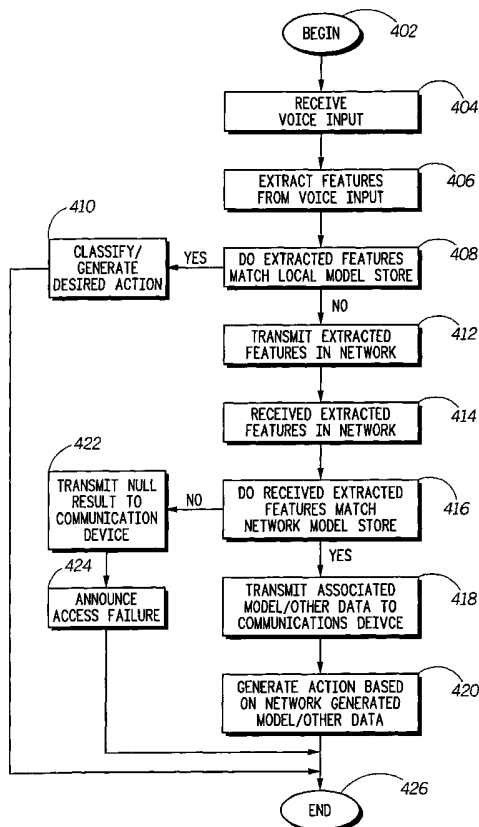 BEGIN
402
RECEIVE
VOICE INPUT
404
EXTRACT FEATURES
FROM VOICE INPUT
406
410
CLASSIFY/
GENERATE
DESIRED ACTION
YES
DO EXTRACTED FEATURES
MATCH LOCAL MODEL STORE
408
NO
TRANSMIT EXTRACTED
FEATURES IN NETWORK
412
RECEIVED EXTRACTED
FEATURES IN NETWORK
414
422
TRANSMIT NULL
RESULT TO
COMMUNICATION
DEVICE
NO
DO RECEIVED EXTRACTED
FEATURES MATCH
NETWORK MODEL STORE
416
YES
424
ANNOUNCE
ACCESS FAILURE
TRANSMIT ASSOCIATED
MODEL/OTHER DATA TO
COMMUNICATIONS DEIVCE
418
GENERATE ACTION BASED
ON NETWORK GENERATED
MODEL/OTHER DATA
420
END
426